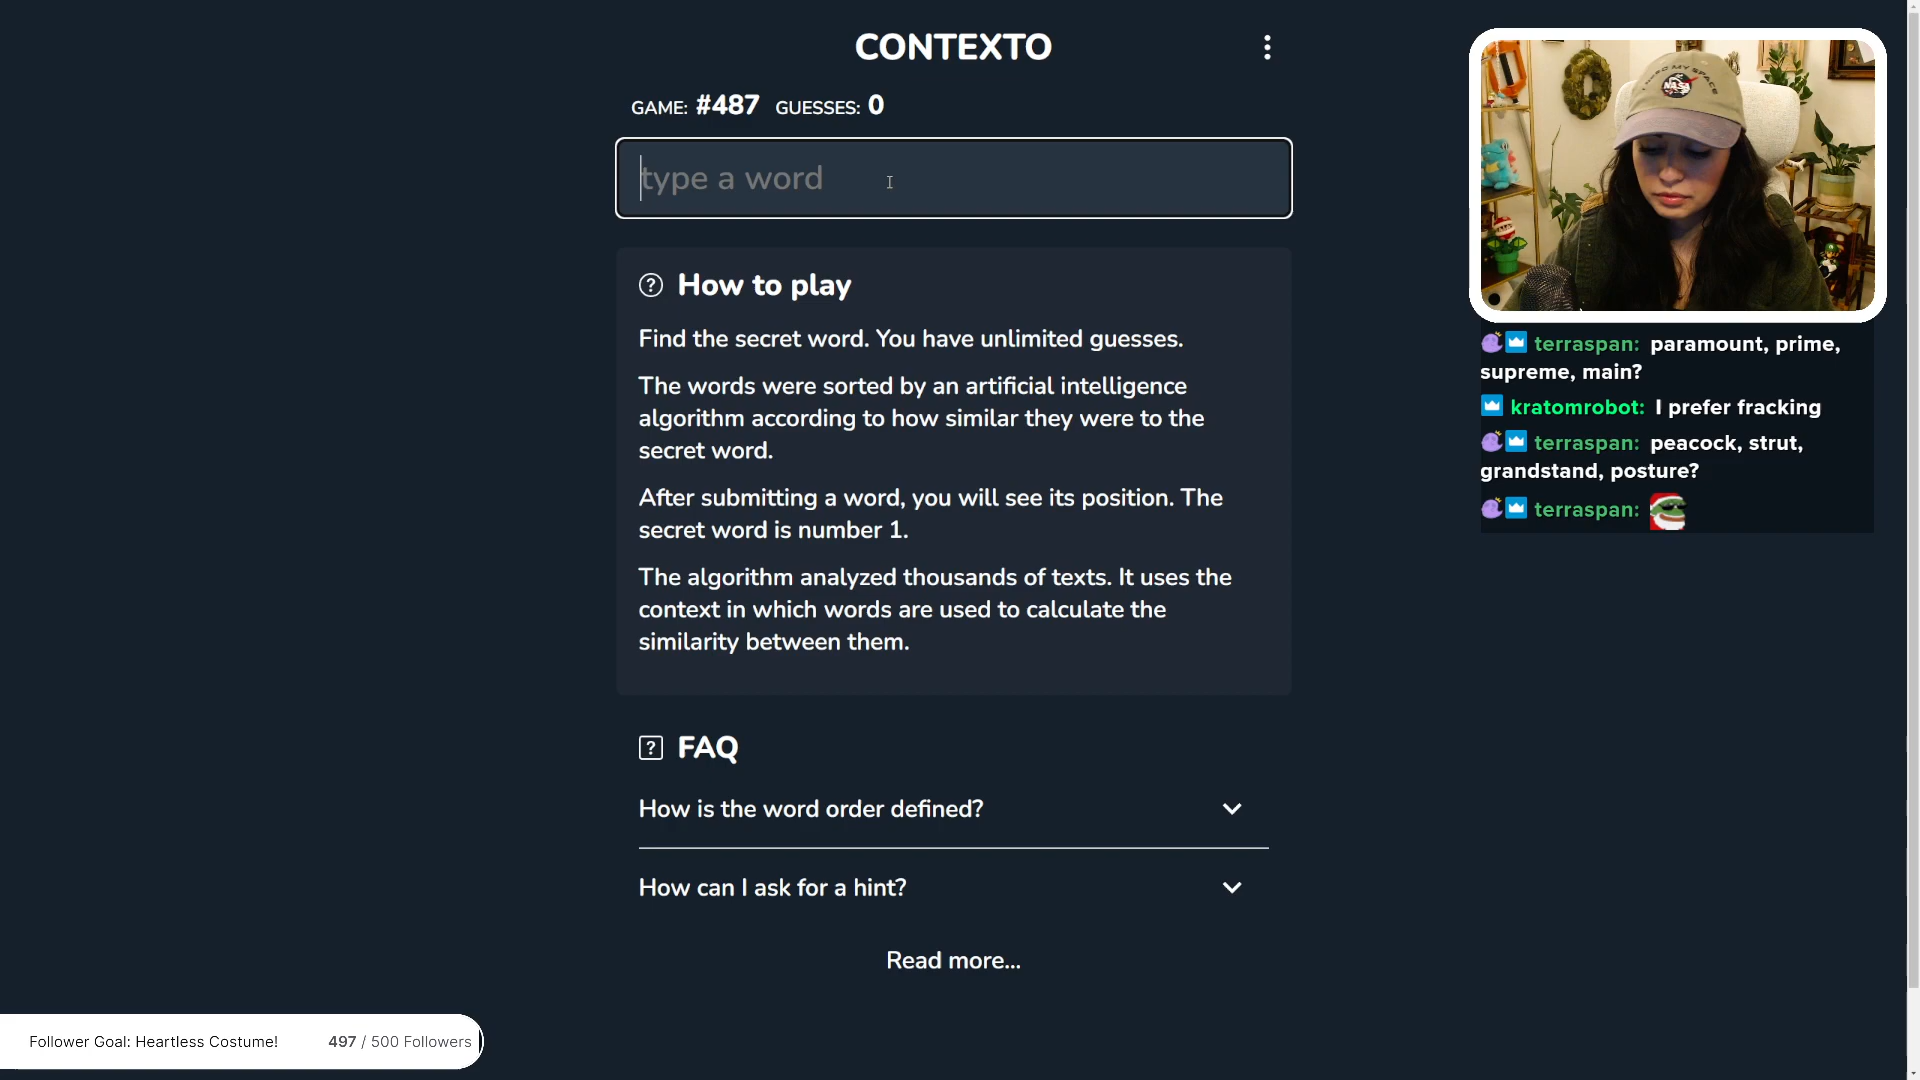 CONTEXTO
GAME: #487 GUESSES: 0
type a word
How to play
Find the secret word. You have unlimited guesses.
The words were sorted by an artificial intelligence
algorithm according to how similar they were to the
secret word.
After submitting a word, you will see its position. The
secret word is number 1.
The algorithm analyzed thousands of texts. It uses the
context in which words are used to calculate the
similarity between them.
FAQ
How is the word order defined?
How can I ask for a hint?
Read more...
NASA
terraspan: paramount, prime,
supreme, main?
kratomrobot: I prefer fracking
terraspan: peacock, strut,
grandstand, posture?
terraspan:
Follower Goal: Heartless Costume! 497 / 500 Followers